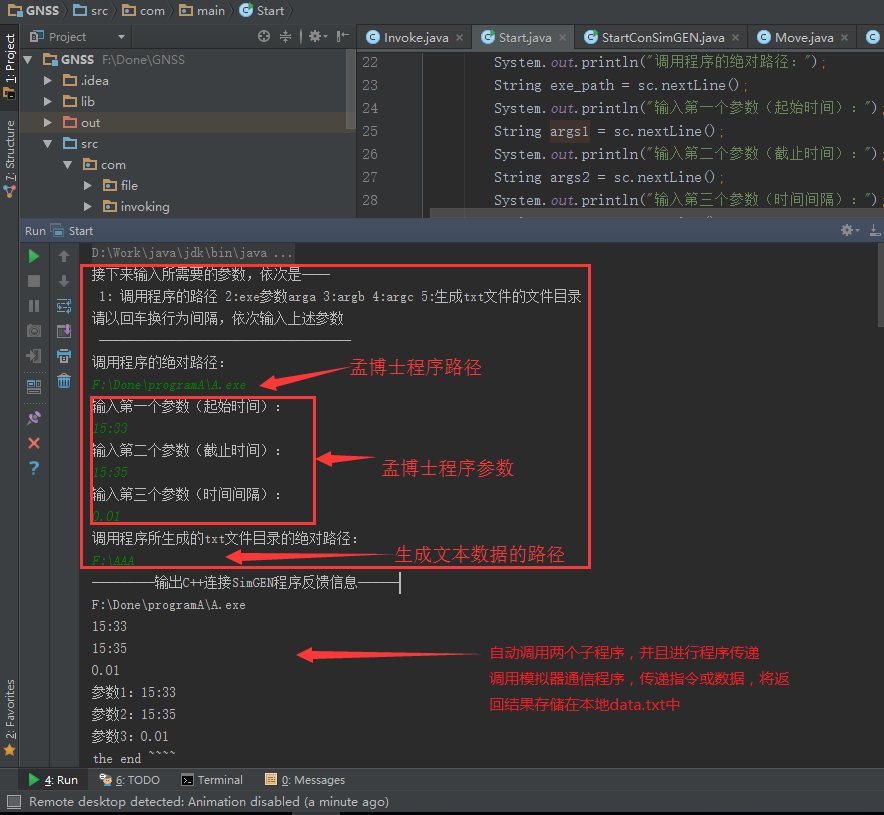 GNSS src com main Start
1: Project
Project
Invoke.java Start.java StartConSimGEN.java Move.java
GNSS F:\Done\GNSS
.idea
lib
out
src
com
file
invoking
7: Structure
22 System.out.println("调用程序的绝对路径:");
23 String exe_path = sc.nextLine();
24 System.out.println("输入第一个参数(起始时间):");
25 String args1 = sc.nextLine();
26 System.out.println("输入第二个参数(截止时间):");
27 String args2 = sc.nextLine();
28 System.out.println("输入第三个参数(时间间隔):");
Run Start
D:\Work\java\jdk\bin\java ...
接下来输入所需要的参数，依次是——
1: 调用程序的路径 2:exe参数arga 3:argb 4:argc 5:生成txt文件的文件目录
请以回车换行为间隔，依次输入上述参数
————————————————
调用程序的绝对路径:
F:\Done\programA\A.exe
孟博士程序路径
输入第一个参数（起始时间）:
15:33
输入第二个参数（截止时间）:
15:35
孟博士程序参数
输入第三个参数（时间间隔）:
0.01
调用程序所生成的txt文件目录的绝对路径:
F:\AAA
生成文本数据的路径
————输出C++连接SimGEN程序反馈信息———
F:\Done\programA\A.exe
15:33
15:35
0.01
参数1: 15:33
参数2: 15:35
参数3: 0.01
the end ~~~~
自动调用两个子程序，并且进行程序传递
调用模拟器通信程序，传递指令或数据，将返
回结果存储在本地data.txt中
2: Favorites
4: Run 6: TODO Terminal 0: Messages
Remote desktop detected: Animation disabled (a minute ago)